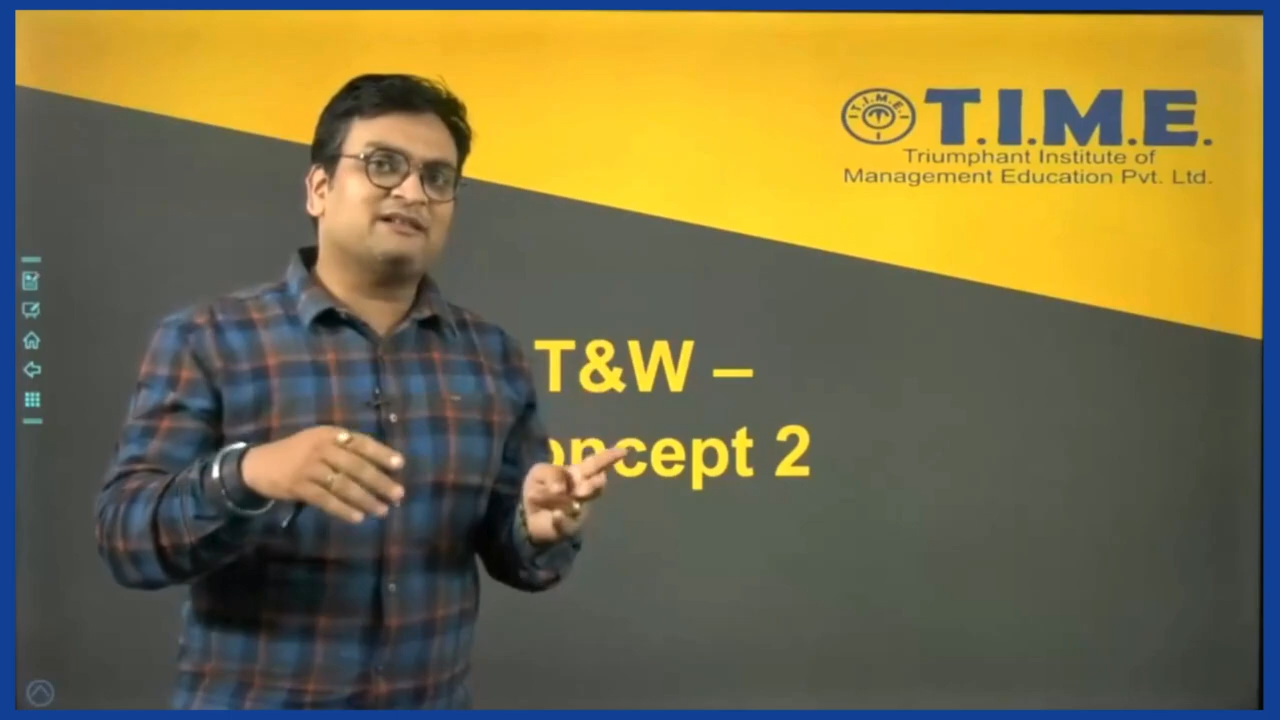 T.I.M.E.
T.I.M.E.
Triumphant Institute of
Management Education Pvt. Ltd.
T&W –
oncept 2